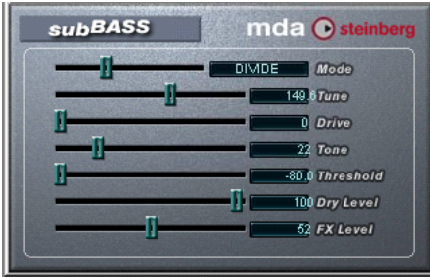 subBASS mda steinberg
DIVIDE Mode
149,6 Tune
0 Drive
22 Tone
-80,0 Threshold
100 Dry Level
52 FX Level